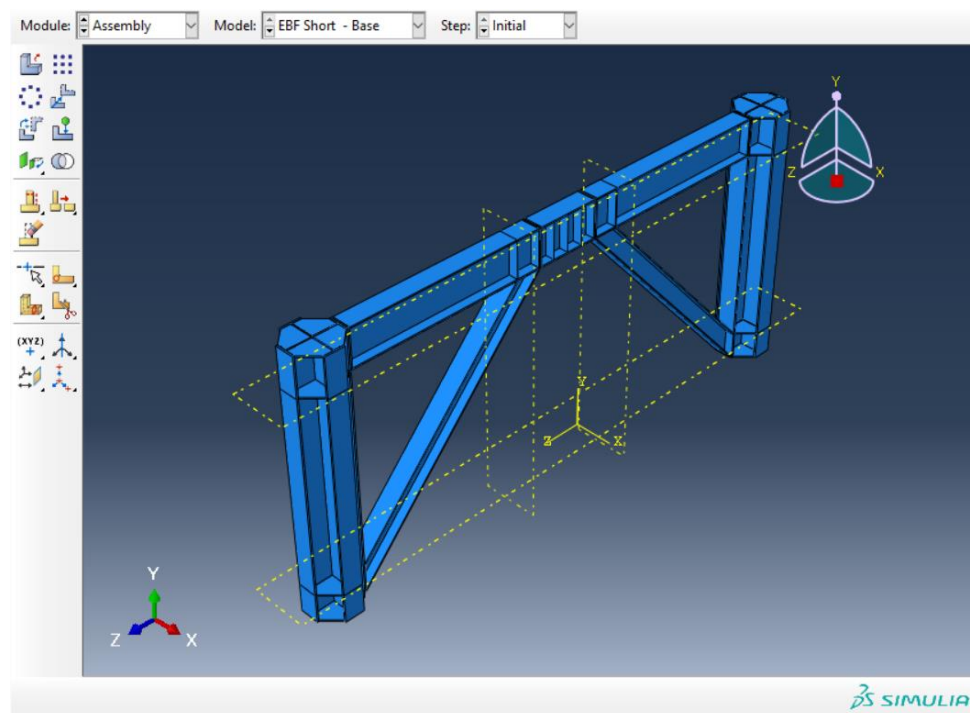 Module: Assembly Model: EBF Short - Base Step: Initial
(XYZ)
Y
Z X
Y
Z X
Y
Z X
SIMULIA